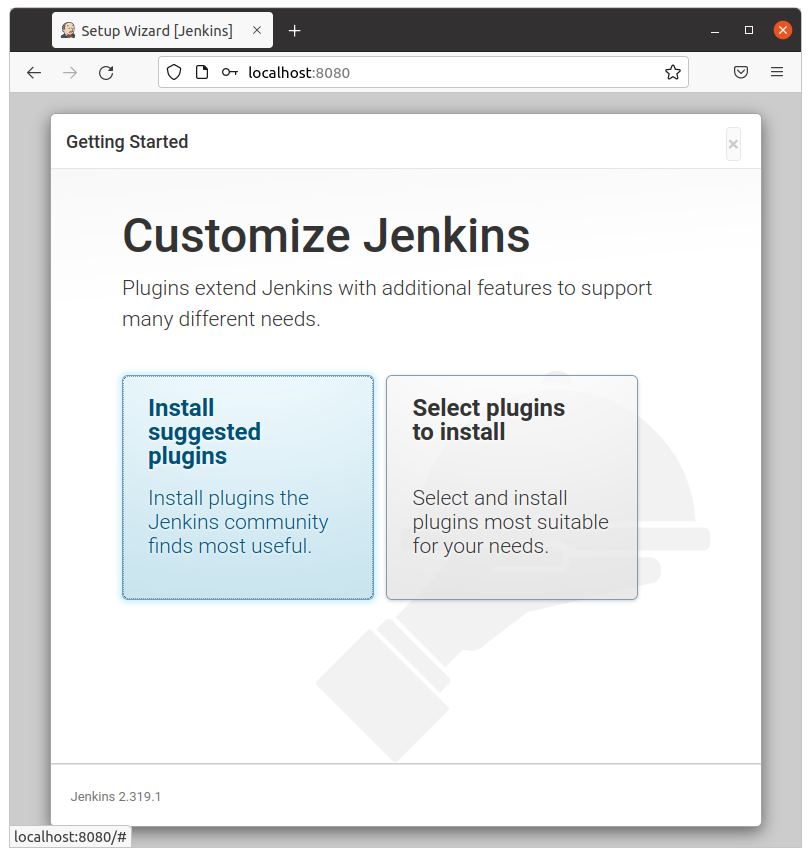 Setup Wizard [Jenkins]
localhost:8080
Getting Started
Customize Jenkins
Plugins extend Jenkins with additional features to support
many different needs.
Install
suggested
plugins
Install plugins the
Jenkins community
finds most useful.
Select plugins
to install
Select and install
plugins most suitable
for your needs.
Jenkins 2.319.1
localhost:8080/#